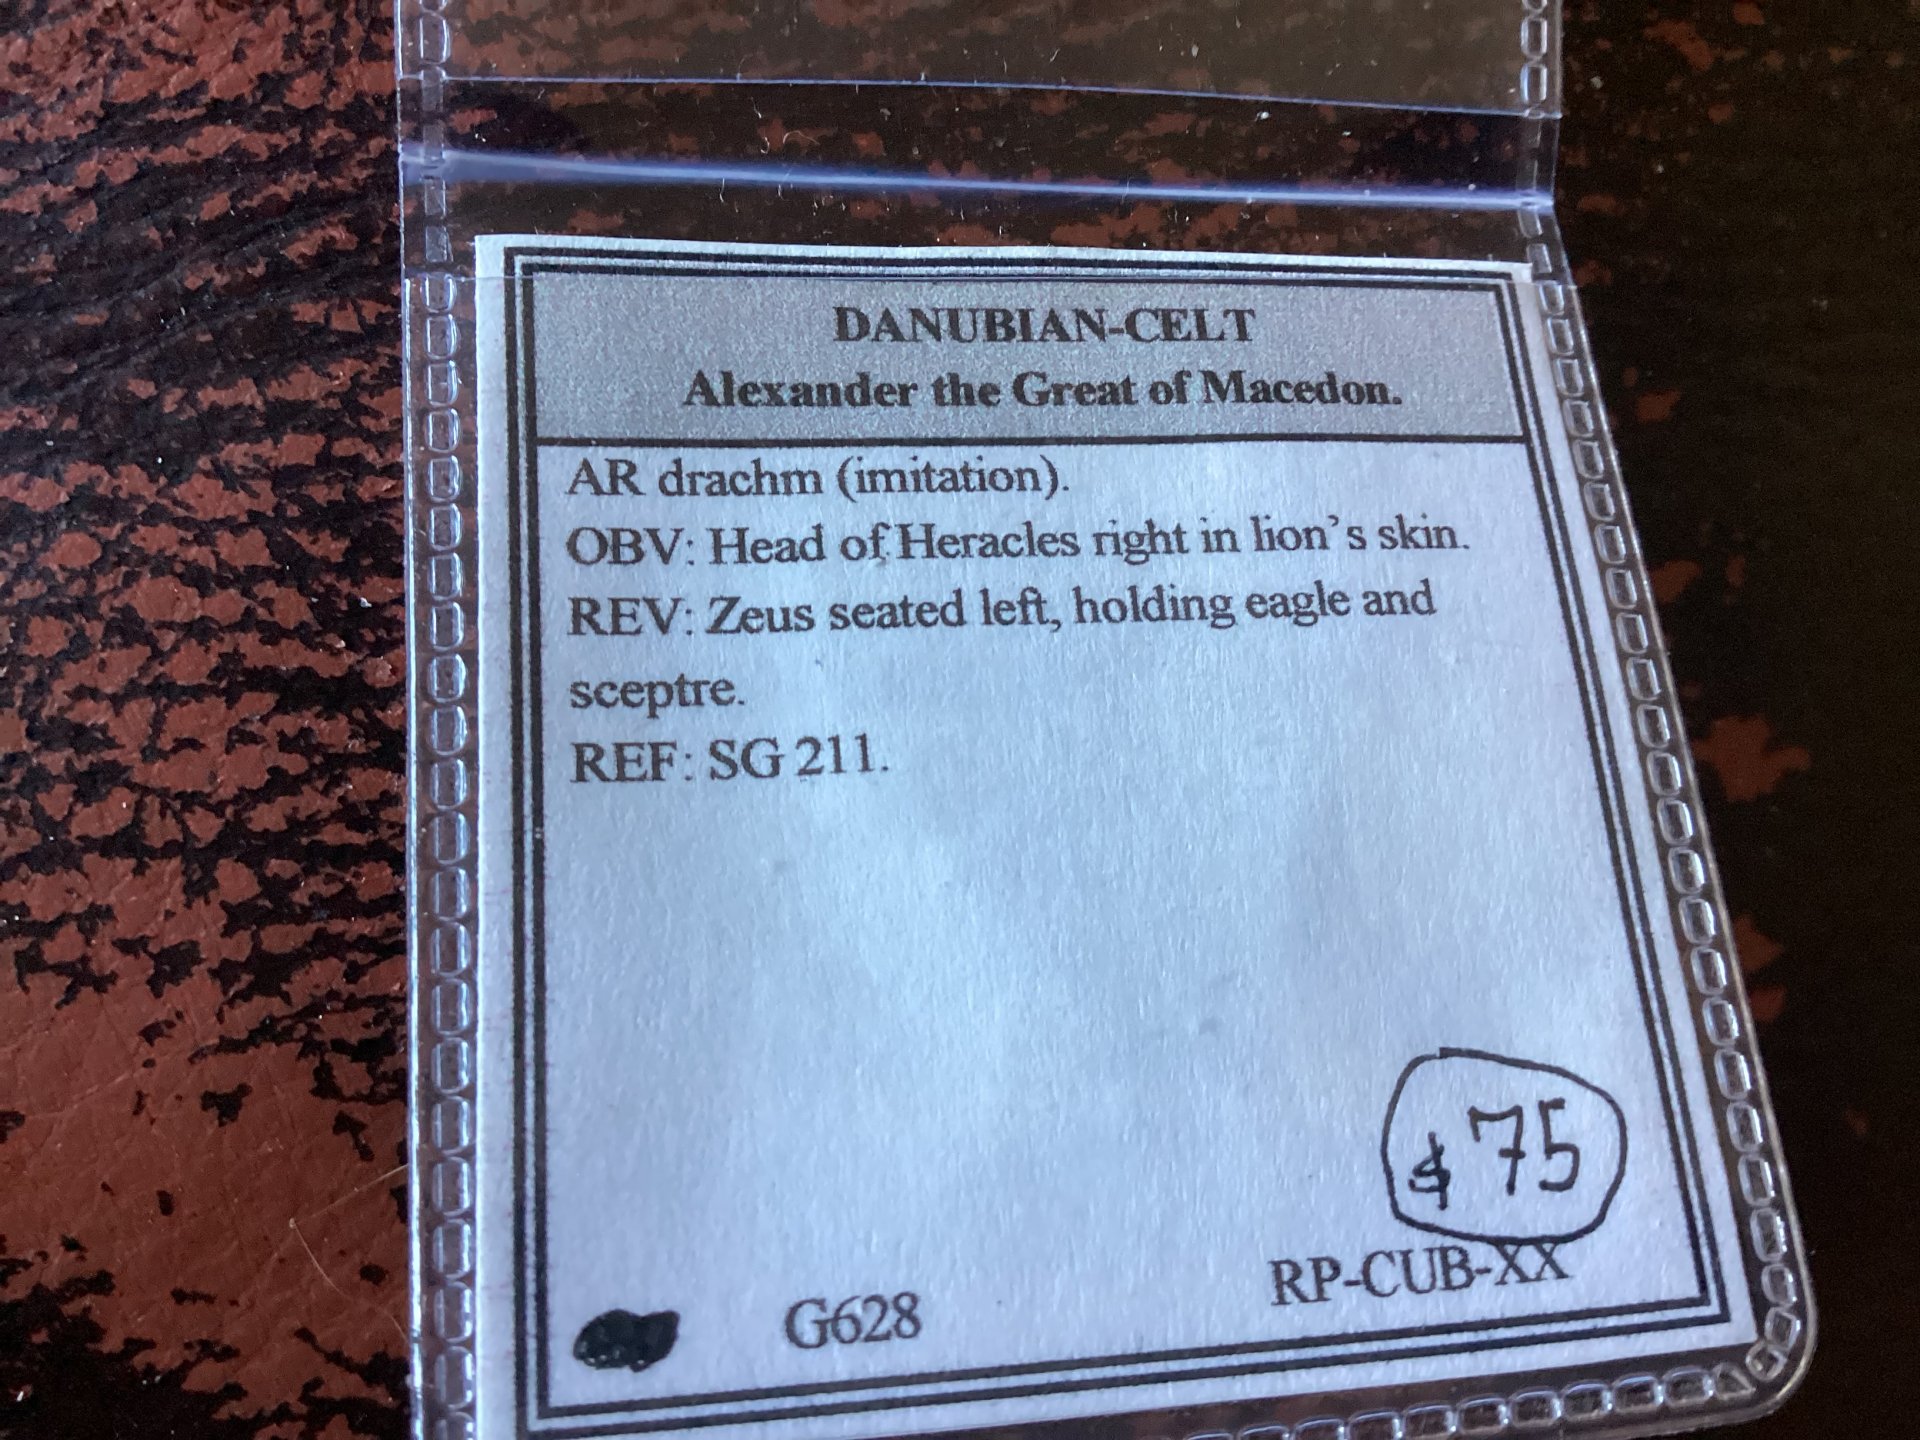 DANUBIAN-CELT
Alexander the Great of Macedon.
AR drachm (imitation).
OBV: Head of Heracles right in lion's skin.
REV: Zeus seated left, holding eagle and
sceptre.
REF: SG 211.
$75
G628 RP-CUB-XX